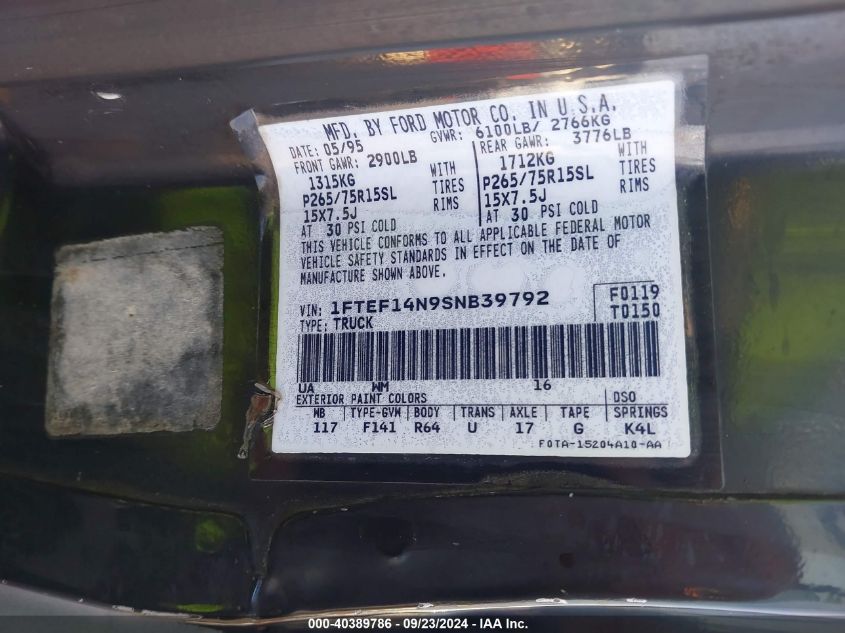 MFD. BY FORD MOTOR CO. IN U.S.A.
DATE: 05/95 GVWR: 6100LB/ 2766KG
FRONT GAWR: 2900LB REAR GAWR: 3776LB
1315KG WITH 1712KG WITH
P265/75R15SL TIRES P265/75R15SL TIRES
15X7.5J RIMS 15X7.5J RIMS
AT 30 PSI COLD AT 30 PSI COLD
THIS VEHICLE CONFORMS TO ALL APPLICABLE FEDERAL MOTOR
VEHICLE SAFETY STANDARDS IN EFFECT ON THE DATE OF
MANUFACTURE SHOWN ABOVE.
VIN: 1FTEF14N9SNB39792 F0119
TYPE: TRUCK T0150
UA WM 16
EXTERIOR PAINT COLORS DSO
WB TYPE-GVM BODY TRANS AXLE TAPE SPRINGS
117 F141 R64 U 17 G K4L
F0TA-15204A10-AA
000-40389786 - 09/23/2024 - IAA Inc.